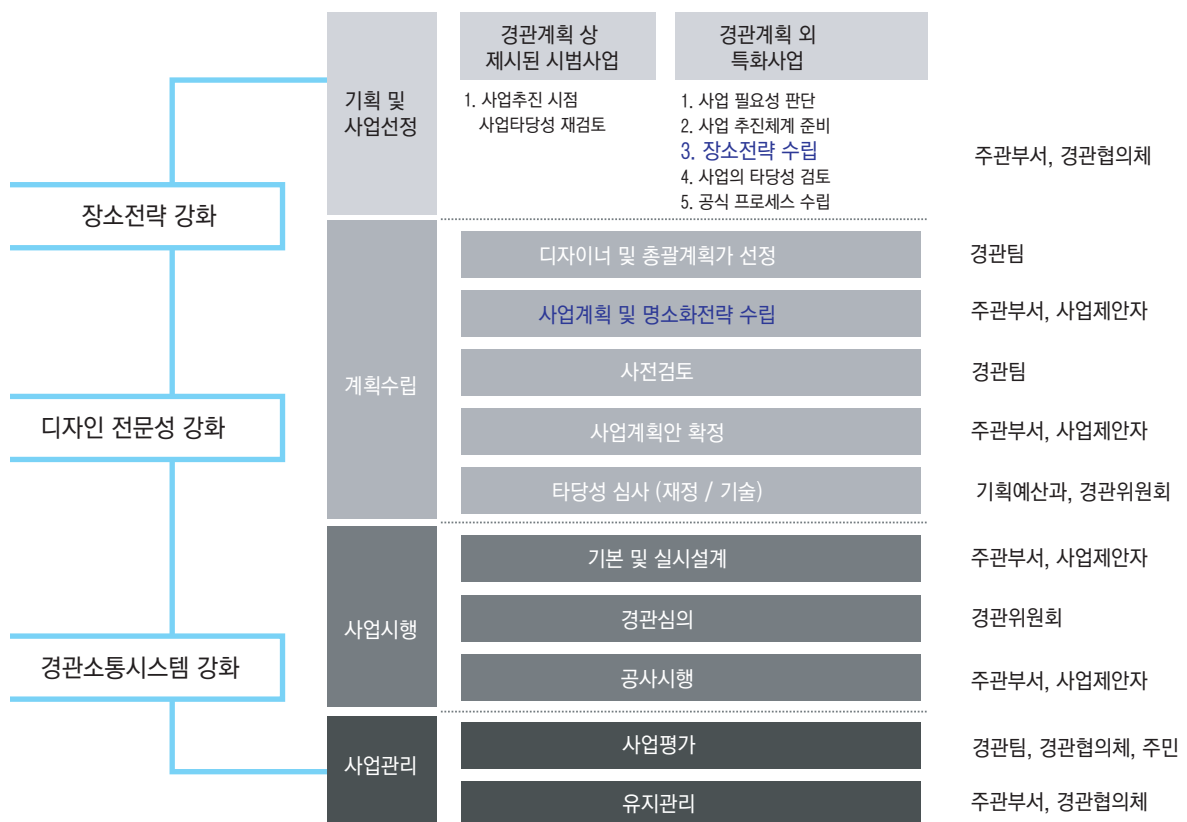 경관계획 상
제시된 시범사업
경관계획 외
특화사업
기획 및
사업선정
1. 사업추진 시점
사업타당성 재검토
1. 사업 필요성 판단
2. 사업 추진체계 준비
3. 장소전략 수립
4. 사업의 타당성 검토
5. 공식 프로세스 수립
주관부서, 경관협의체
장소전략 강화
디자이너 및 총괄계획가 선정
경관팀
사업계획 및 명소화전략 수립
주관부서, 사업제안자
계획수립
사전검토
경관팀
디자인 전문성 강화
사업계획안 확정
주관부서, 사업제안자
타당성 심사 (재정 / 기술)
기획예산과, 경관위원회
기본 및 실시설계
주관부서, 사업제안자
사업시행
경관심의
경관위원회
경관소통시스템 강화
공사시행
주관부서, 사업제안자
사업관리
사업평가
경관팀, 경관협의체, 주민
유지관리
주관부서, 경관협의체